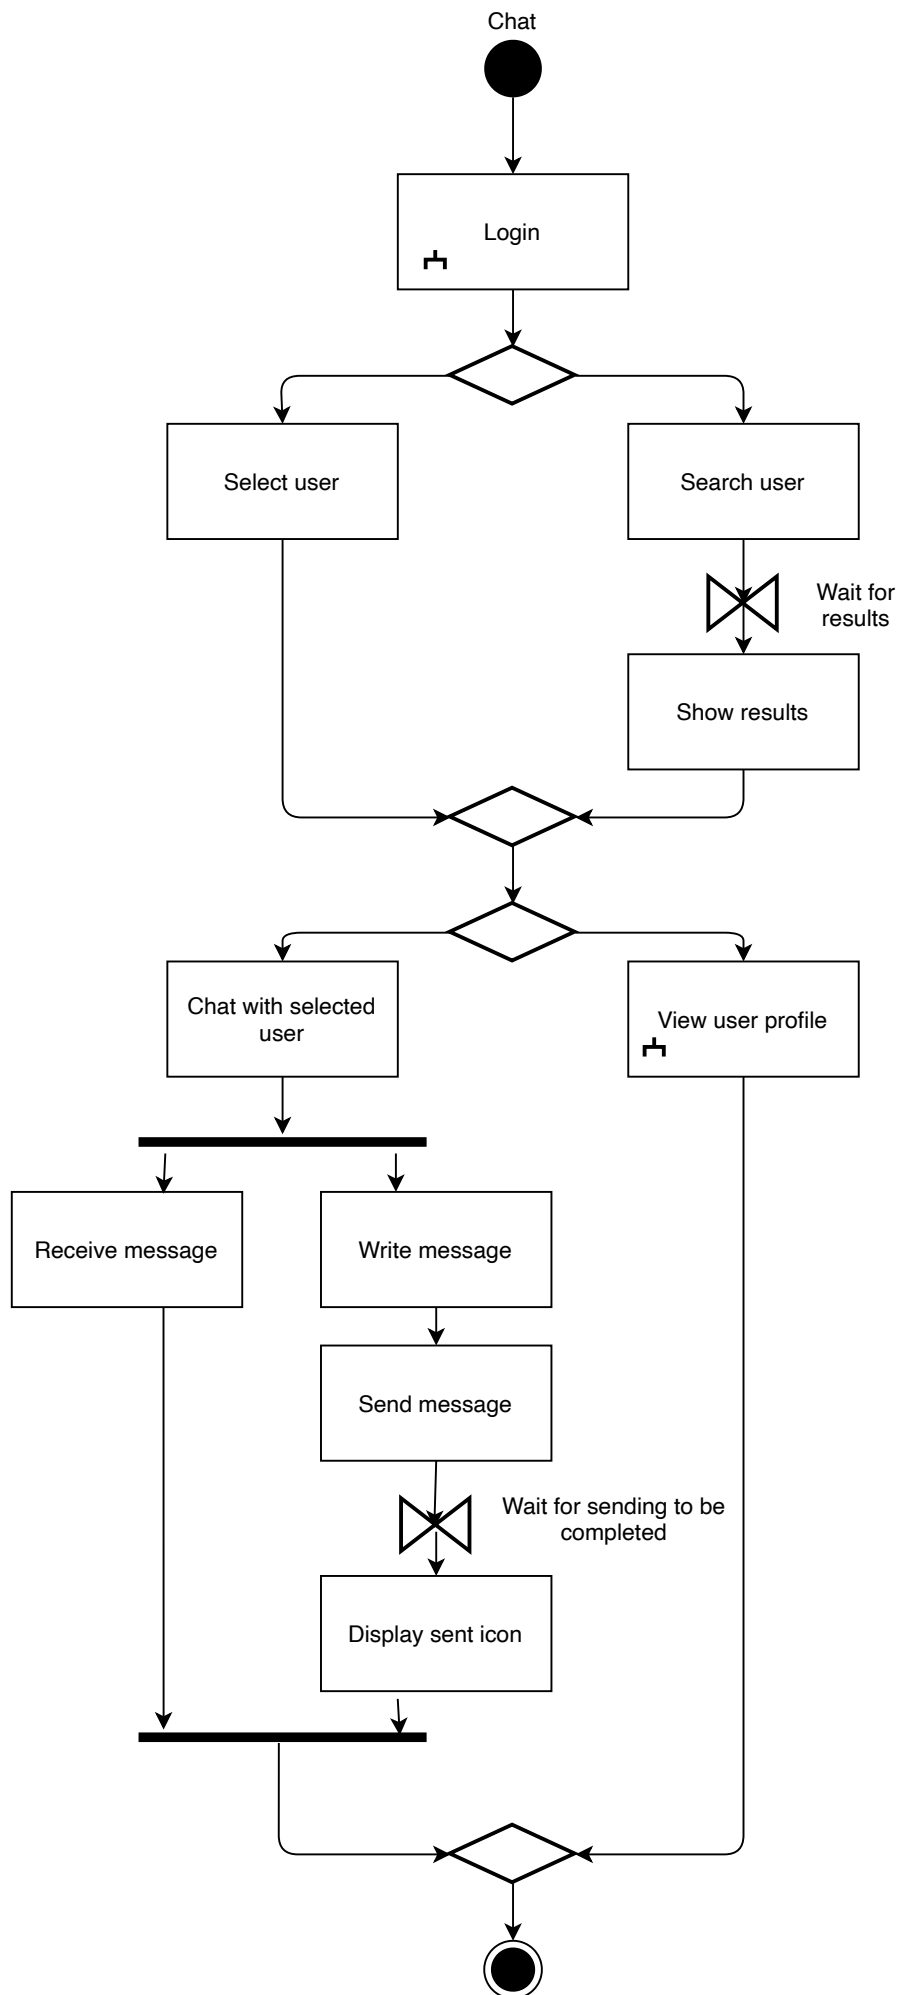 Chat
Login
Select user
Search user
Wait for
results
Show results
Chat with selected
user
View user profile
Receive message
Write message
Send message
Wait for sending to be
completed
Display sent icon